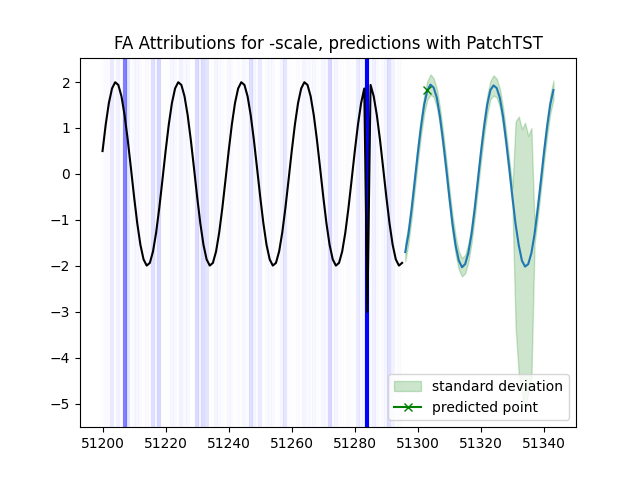 FA Attributions for -scale, predictions with PatchTST
2
1
0
−1
−2
−3
−4
−5
standard deviation
predicted point
51200 51220 51240 51260 51280 51300 51320 51340